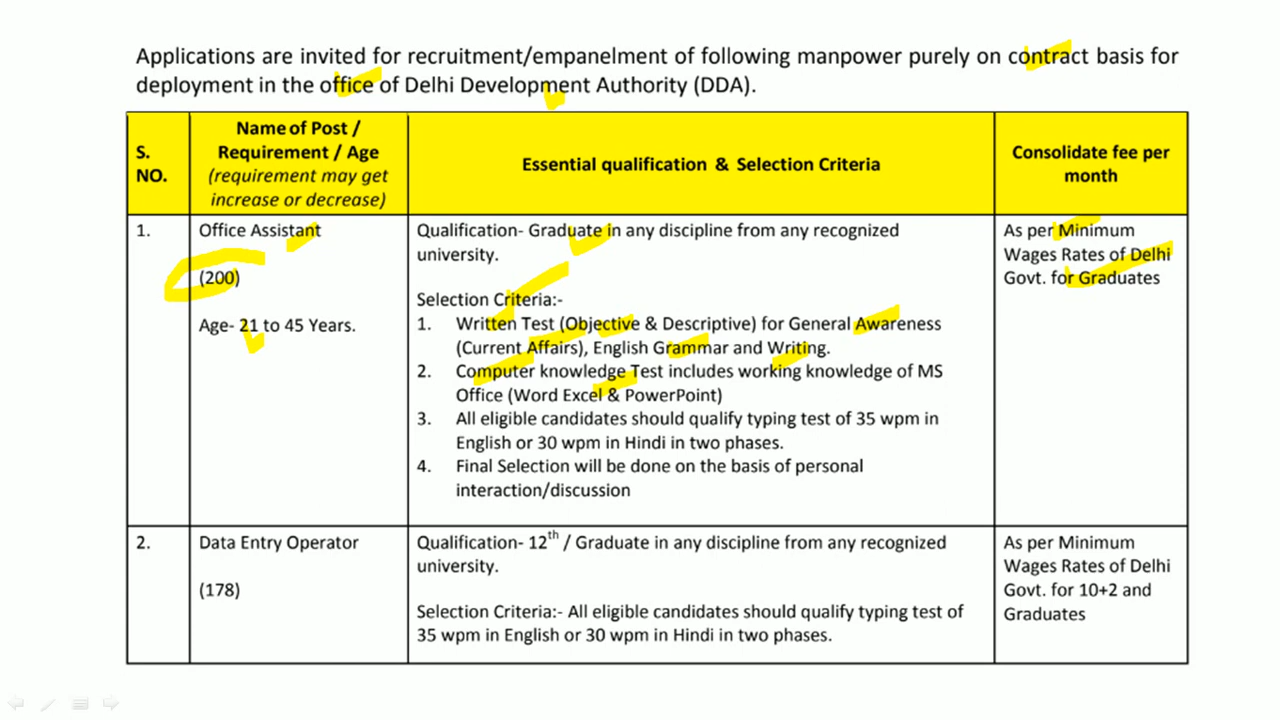 Applications are invited for recruitment/empanelment of following manpower purely on contract basis for
deployment in the office of Delhi Development Authority (DDA).
S.
NO.
Name of Post /
Requirement / Age
(requirement may get
increase or decrease)
Essential qualification & Selection Criteria
Consolidate fee per
month
1.
Office Assistant
(200)
Age- 21 to 45 Years.
Qualification- Graduate in any discipline from any recognized
university.
Selection Criteria:-
1. Written Test (Objective & Descriptive) for General Awareness
(Current Affairs), English Grammar and Writing.
2. Computer knowledge Test includes working knowledge of MS
Office (Word Excel & PowerPoint)
3. All eligible candidates should qualify typing test of 35 wpm in
English or 30 wpm in Hindi in two phases.
4. Final Selection will be done on the basis of personal
interaction/discussion
As per Minimum
Wages Rates of Delhi
Govt. for Graduates
2.
Data Entry Operator
(178)
Qualification- 12th / Graduate in any discipline from any recognized
university.
Selection Criteria:- All eligible candidates should qualify typing test of
35 wpm in English or 30 wpm in Hindi in two phases.
As per Minimum
Wages Rates of Delhi
Govt. for 10+2 and
Graduates